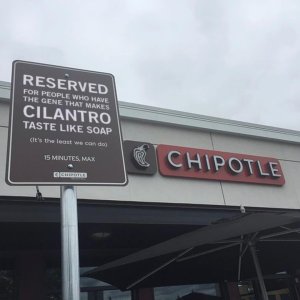 RESERVED
FOR PEOPLE WHO HAVE
THE GENE THAT MAKES
CILANTRO
TASTE LIKE SOAP
(It's the least we can do)
15 MINUTES, MAX
CHIPOTLE
CHIPOTLE